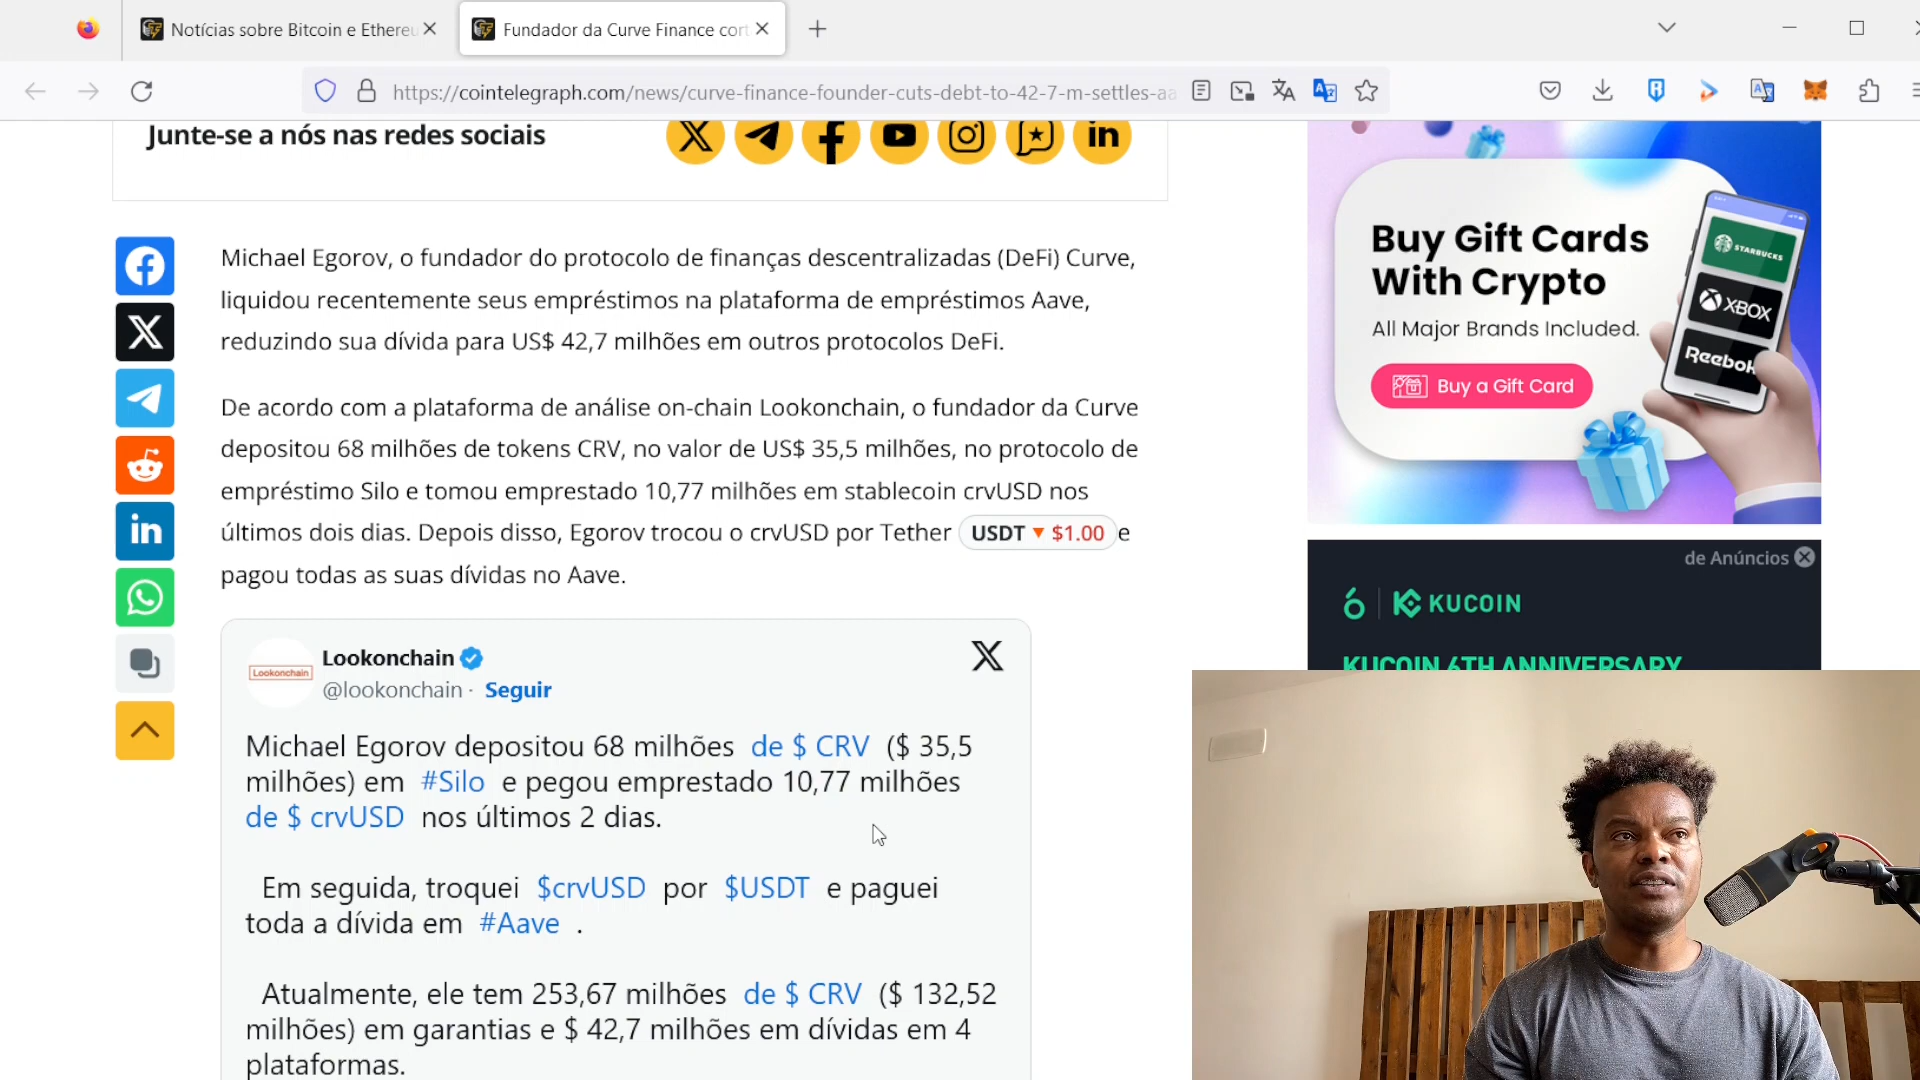 Notícias sobre Bitcoin e Ethereu
Fundador da Curve Finance cort
https://cointelegraph.com/news/curve-finance-founder-cuts-debt-to-42-7-m-settles-aa
Junte-se a nós nas redes sociais
Michael Egorov, o fundador do protocolo de finanças descentralizadas (DeFi) Curve,
liquidou recentemente seus empréstimos na plataforma de empréstimos Aave,
reduzindo sua dívida para US$ 42,7 milhões em outros protocolos DeFi.
De acordo com a plataforma de análise on-chain Lookonchain, o fundador da Curve
depositou 68 milhões de tokens CRV, no valor de US$ 35,5 milhões, no protocolo de
empréstimo Silo e tomou emprestado 10,77 milhões em stablecoin crvUSD nos
últimos dois dias. Depois disso, Egorov trocou o crvUSD por Tether USDT ▼ $1.00 e
pagou todas as suas dívidas no Aave.
Lookonchain
Lookonchain
@lookonchain · Seguir
Michael Egorov depositou 68 milhões de $ CRV ($ 35,5
milhões) em #Silo e pegou emprestado 10,77 milhões
de $ crvUSD nos últimos 2 dias.
Em seguida, troquei $crvUSD por $USDT e paguei
toda a dívida em #Aave .
Atualmente, ele tem 253,67 milhões de $ CRV ($ 132,52
milhões) em garantias e $ 42,7 milhões em dívidas em 4
plataformas.
Buy Gift Cards
With Crypto
All Major Brands Included.
Buy a Gift Card
STARBUCKS
XBOX
Reebok
de Anúncios
KUCOIN
KUCOIN 6TH ANNIVERSARY